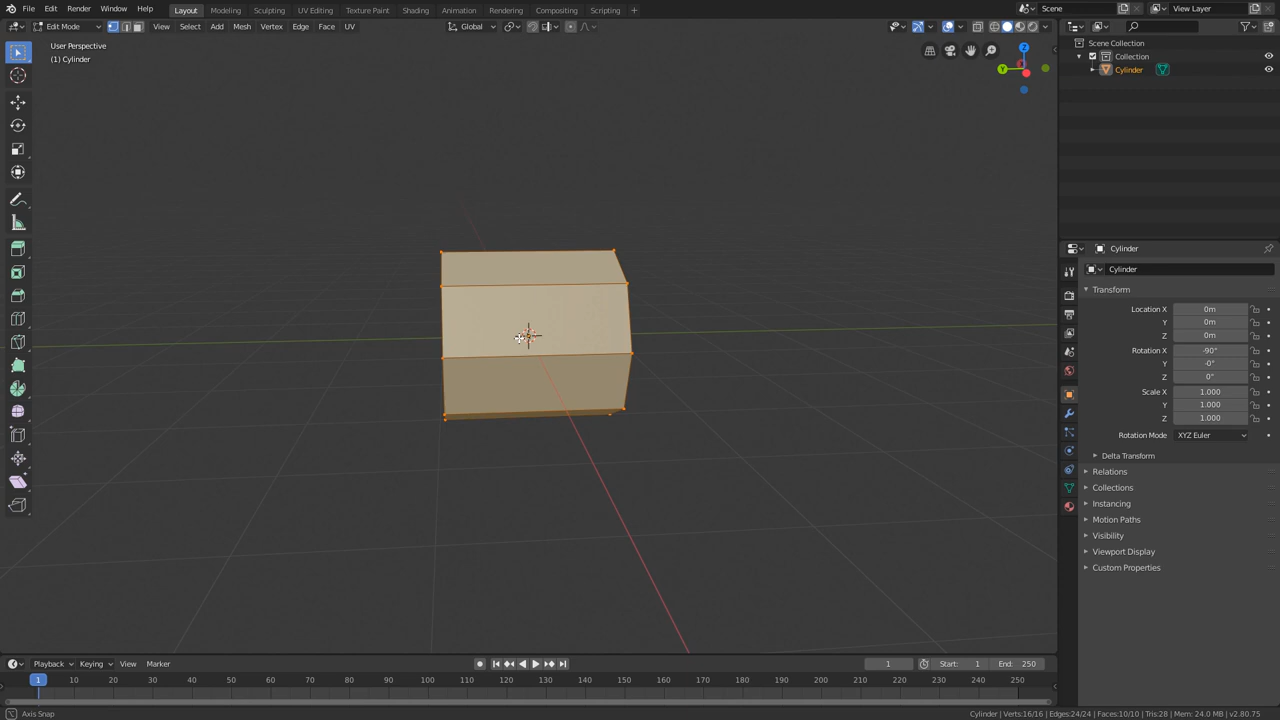 File Edit Render Window Help Layout Modeling Sculpting UV Editing Texture Paint Shading Animation Rendering Compositing Scripting + Scene View Layer
Edit Mode View Select Add Mesh Vertex Edge Face UV Global
User Perspective
(1) Cylinder
Z
Y
Scene Collection
Collection
Cylinder
Cylinder
Cylinder
Transform
Location X 0m
Y 0m
Z 0m
Rotation X -90°
Y -0°
Z 0°
Scale X 1.000
Y 1.000
Z 1.000
Rotation Mode XYZ Euler
Delta Transform
Relations
Collections
Instancing
Motion Paths
Visibility
Viewport Display
Custom Properties
Playback Keying View Marker 1 Start: 1 End: 250
1 10 20 30 40 50 60 70 80 90 100 110 120 130 140 150 160 170 180 190 200 210 220 230 240 250
Axis Snap Cylinder | Verts:16/16 | Edges:24/24 | Faces:10/10 | Tris:28 | Mem: 24.0 MB | v2.80.75